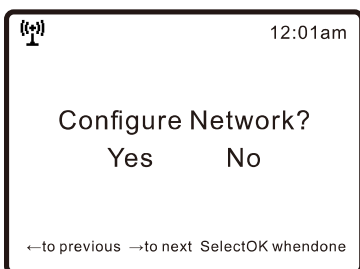 12:01am
Configure Network?
Yes No
←to previous →to next SelectOK whendone